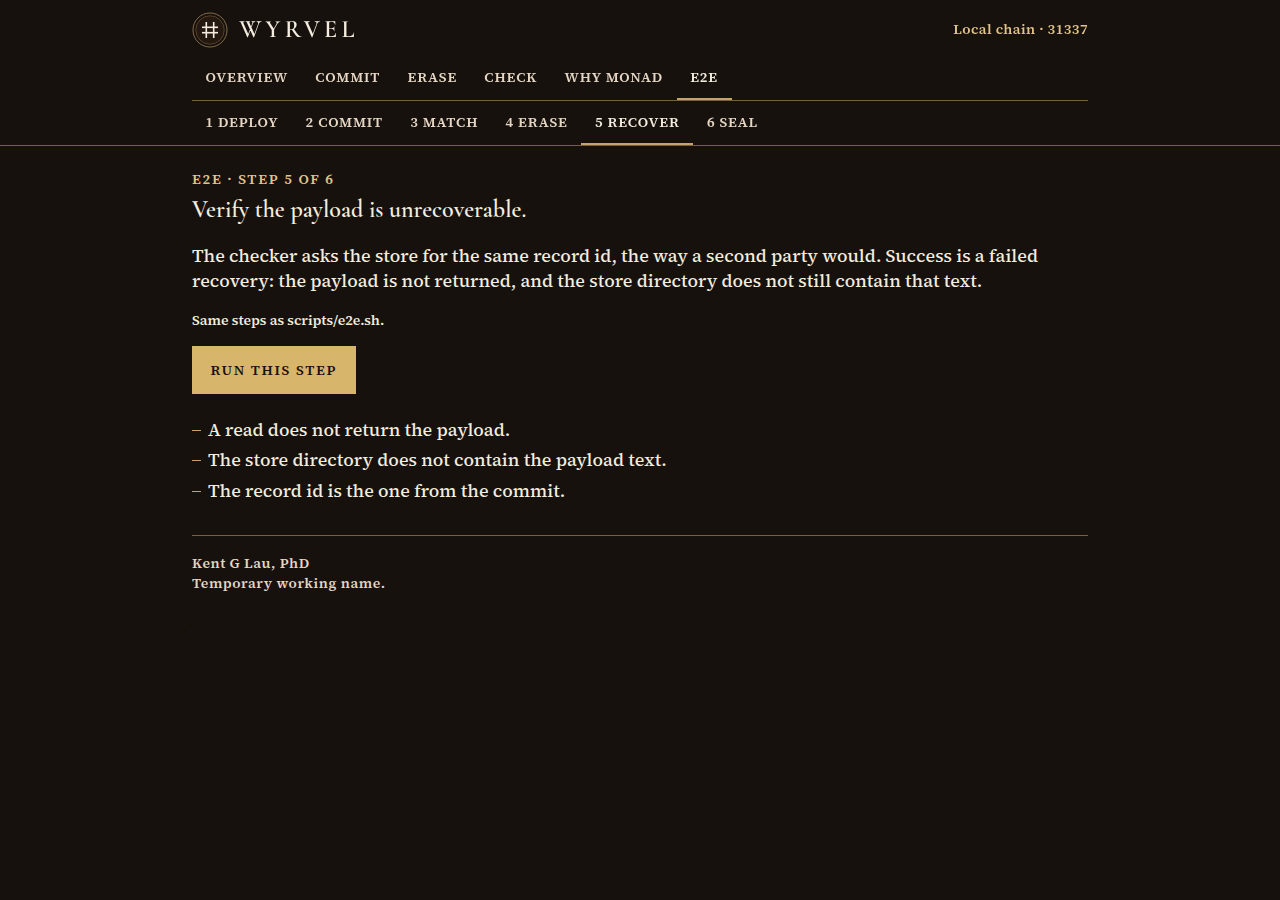 WYRVEL
Local chain · 31337
OVERVIEW COMMIT ERASE CHECK WHY MONAD E2E
1 DEPLOY 2 COMMIT 3 MATCH 4 ERASE 5 RECOVER 6 SEAL
E2E · STEP 5 OF 6
Verify the payload is unrecoverable.
The checker asks the store for the same record id, the way a second party would. Success is a failed
recovery: the payload is not returned, and the store directory does not still contain that text.
Same steps as scripts/e2e.sh.
RUN THIS STEP
– A read does not return the payload.
– The store directory does not contain the payload text.
– The record id is the one from the commit.
Kent G Lau, PhD
Temporary working name.